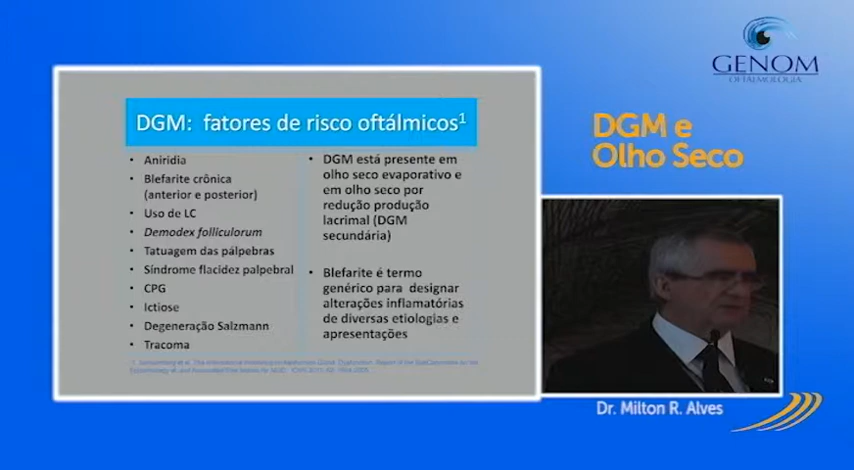 GENOM
OFTALMOLOGIA
DGM: fatores de risco oftálmicos¹
• Aniridia
• Blefarite crônica
(anterior e posterior)
• Uso de LC
• Demodex folliculorum
• Tatuagem das pálpebras
• Síndrome flacidez palpebral
• CPG
• Ictiose
• Degeneração Salzmann
• Tracoma
• DGM está presente em
olho seco evaporativo e
em olho seco por
redução produção
lacrimal (DGM
secundária)
• Blefarite é termo
genérico para designar
alterações inflamatórias
de diversas etiologias e
apresentações
DGM e
Olho Seco
Dr. Milton R. Alves